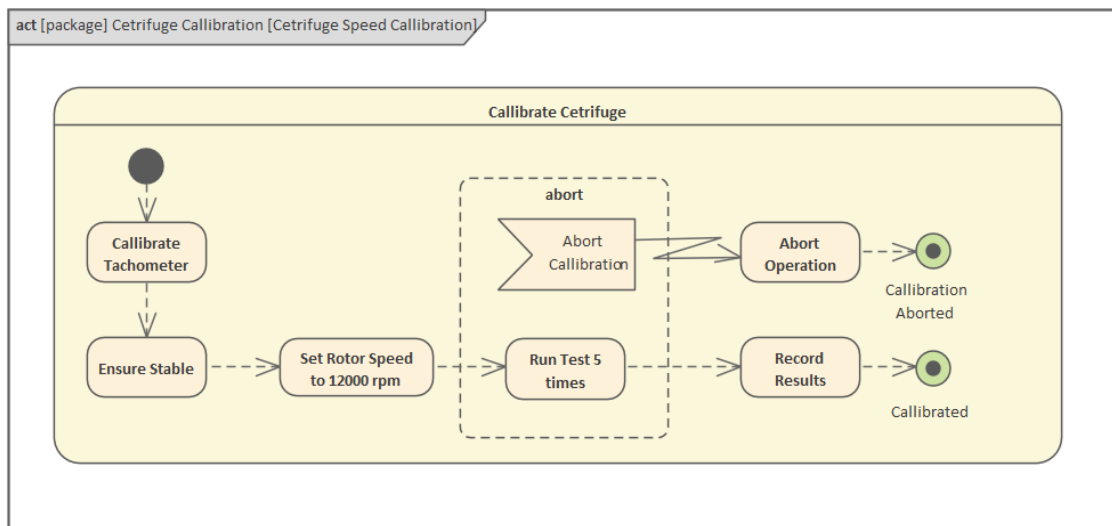 act [package] Cetrifuge Callibration [Cetrifuge Speed Callibration]
Callibrate Cetrifuge
abort
Callibrate
Tachometer
Abort
Callibration
Abort
Operation
Callibration
Aborted
Ensure Stable
Set Rotor Speed
to 12000 rpm
Run Test 5
times
Record
Results
Callibrated